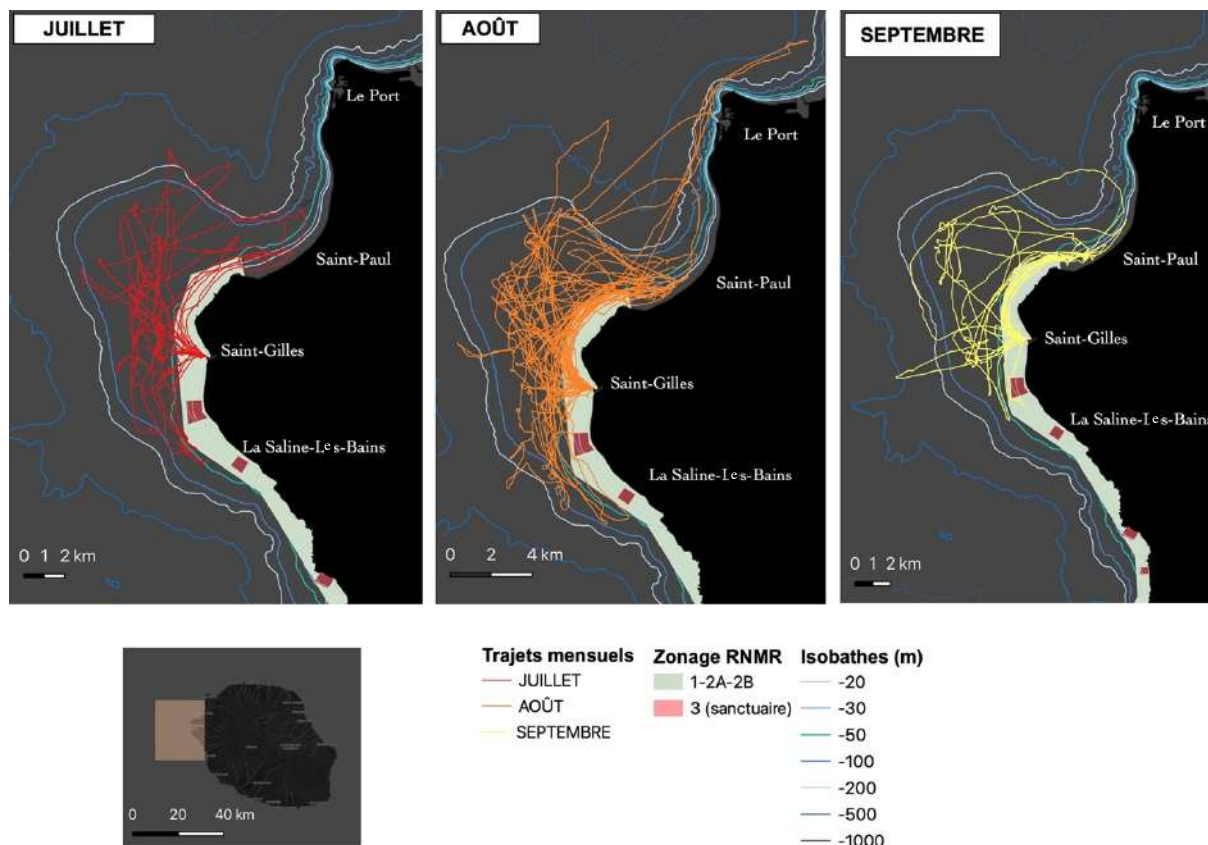 JUILLET
Le Port
Saint-Paul
Saint-Gilles
La Saline-Les-Bains
0 1 2 km
AOÛT
Le Port
Saint-Paul
Saint-Gilles
La Saline-Les-Bains
0 2 4 km
SEPTEMBRE
Le Port
Saint-Paul
Saint-Gilles
La Saline-Les-Bains
0 1 2 km
0 20 40 km
Trajets mensuels
JUILLET
AOÛT
SEPTEMBRE
Zonage RNMR
1-2A-2B
3 (sanctuaire)
Isobathes (m)
-20
-30
-50
-100
-200
-500
-1000